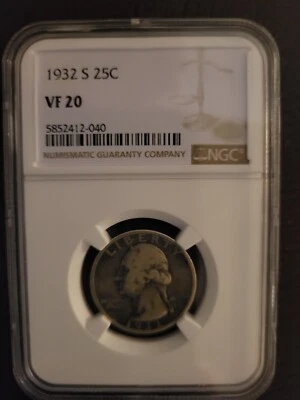 1932 S 25C
VF 20
5852412-040
NUMISMATIC GUARANTY COMPANY
NGC
LIBERTY